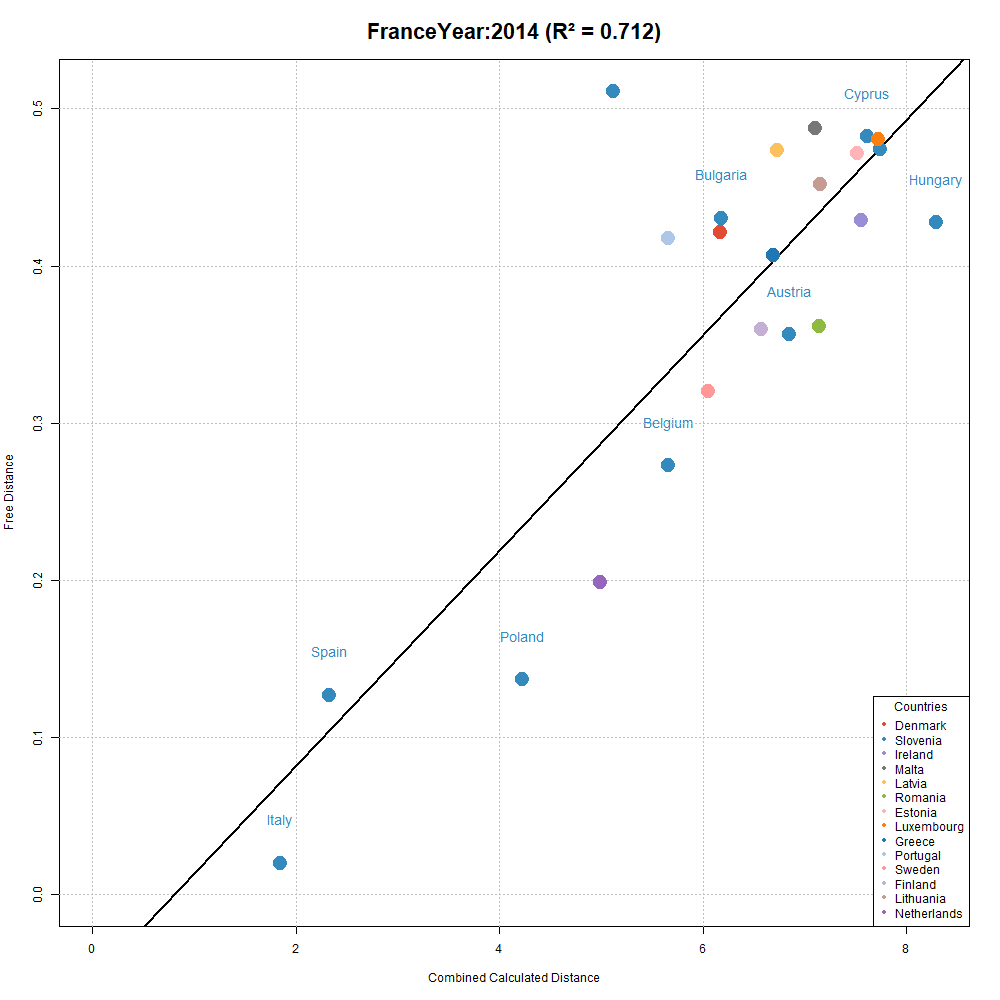 FranceYear:2014 (R² = 0.712)
Cyprus
Bulgaria
Hungary
Austria
Belgium
Poland
Spain
Italy
0.5
0.4
0.3
0.2
0.1
0.0
Free Distance
0
2
4
6
8
Combined Calculated Distance
Countries
Denmark
Slovenia
Ireland
Malta
Latvia
Romania
Estonia
Luxembourg
Greece
Portugal
Sweden
Finland
Lithuania
Netherlands